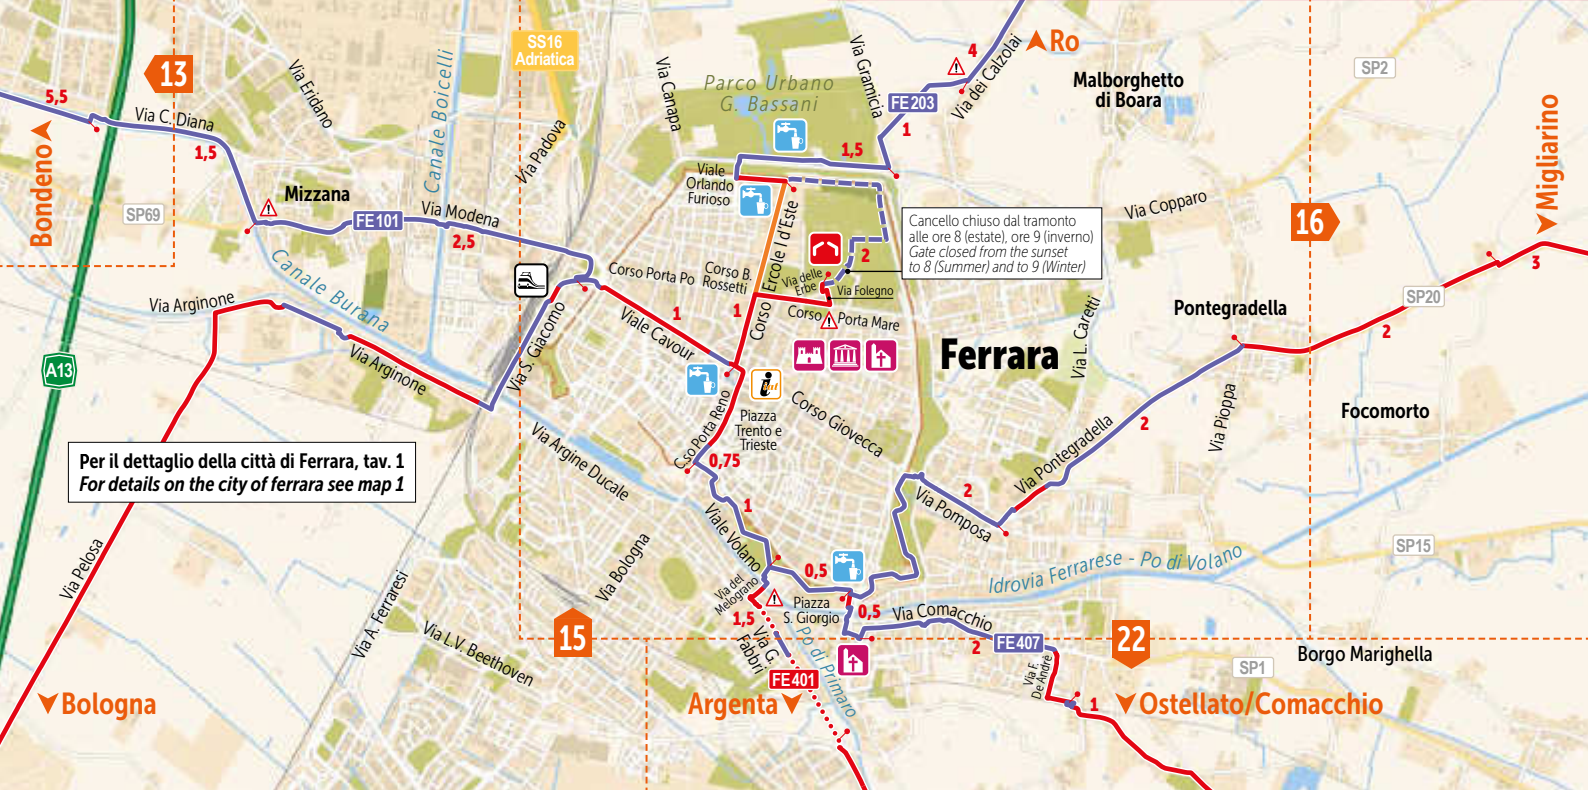 13
5,5
Via C. Diana
Via Eridano
Canale Boicelli
SS16
Adriatica
Via Canapa
Parco Urbano
G. Bassani
Via Gramicia
4
Ro
FE203
Via dei Calzolai
Malborghetto
di Boara
SP2
Migliarino
Bondeno
1,5
Via Padova
1
1,5
Mizzana
Viale
Orlando
Furioso
SP69
FE101
Via Modena
2,5
Via Copparo
16
Cancello chiuso dal tramonto
alle ore 8 (estate), ore 9 (inverno)
Gate closed from the sunset
to 8 (Summer) and to 9 (Winter)
Canale Burana
Corso Porta Po
Corso B.
Rossetti
Corso Ercole I d'Este
2
Via delle
Erbe
Via Folegno
3
Via Arginone
1
1
Corso Porta Mare
SP20
Pontegradella
2
Viale Cavour
Via S. Giacomo
Via L. Caretti
A13
Via Arginone
Ferrara
C.so Porta Reno
Piazza
Trento e
Trieste
Corso Giovecca
Via Pioppa
Focomorto
2
Via Pontegradella
Per il dettaglio della città di Ferrara, tav. 1
For details on the city of ferrara see map 1
0,75
Via Argine Ducale
1
2
Via Pomposa
Viale Volano
SP15
Idrovia Ferrarese - Po di Volano
Via Pelosa
Via Bologna
0,5
Via del
Melograno
Via A. Ferraresi
1,5
Piazza
S. Giorgio
0,5
Via Comacchio
15
Via L.V. Beethoven
Via G.
Fabbri
Po di Primaro
2
FE407
22
Borgo Marighella
SP1
Via F.
De André
FE401
Bologna
Argenta
1
Ostellato/Comacchio